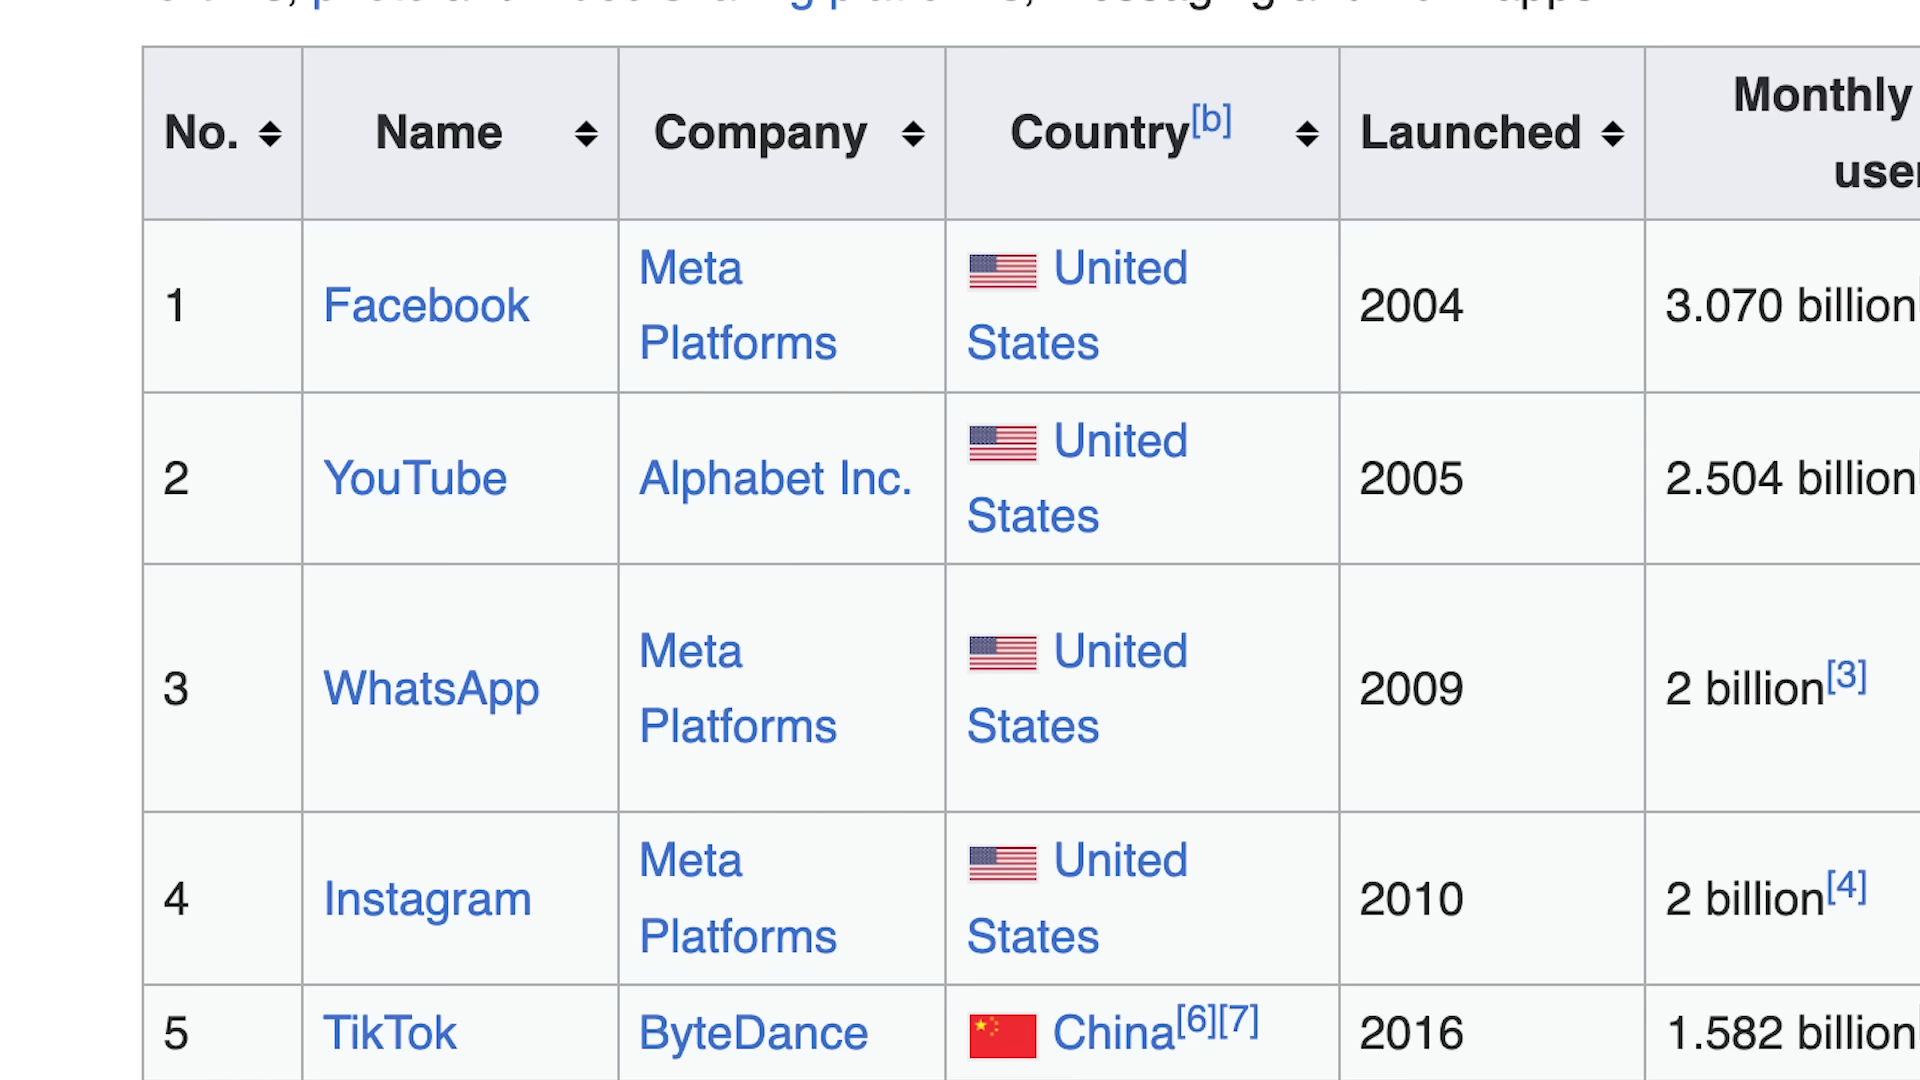 No. Name Company Country[b] Launched Monthly
1 Facebook Meta Platforms United States 2004 3.070 billion
2 YouTube Alphabet Inc. United States 2005 2.504 billion
3 WhatsApp Meta Platforms United States 2009 2 billion[3]
4 Instagram Meta Platforms United States 2010 2 billion[4]
5 TikTok ByteDance China[6][7] 2016 1.582 billion